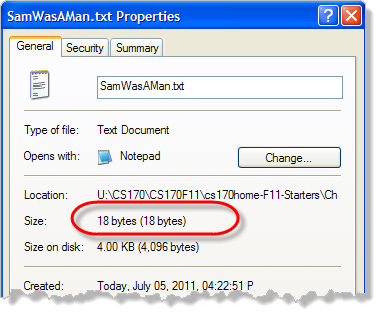 SamWasAMan.txt Properties
General Security Summary
SamWasAMan.txt
Type of file: Text Document
Opens with: Notepad Change...
Location: U:\CS170\CS170F11\cs170home-F11-Starters\Ch
Size: 18 bytes (18 bytes)
Size on disk: 4.00 KB (4,096 bytes)
Created: Today, July 05, 2011, 04:22:51 P